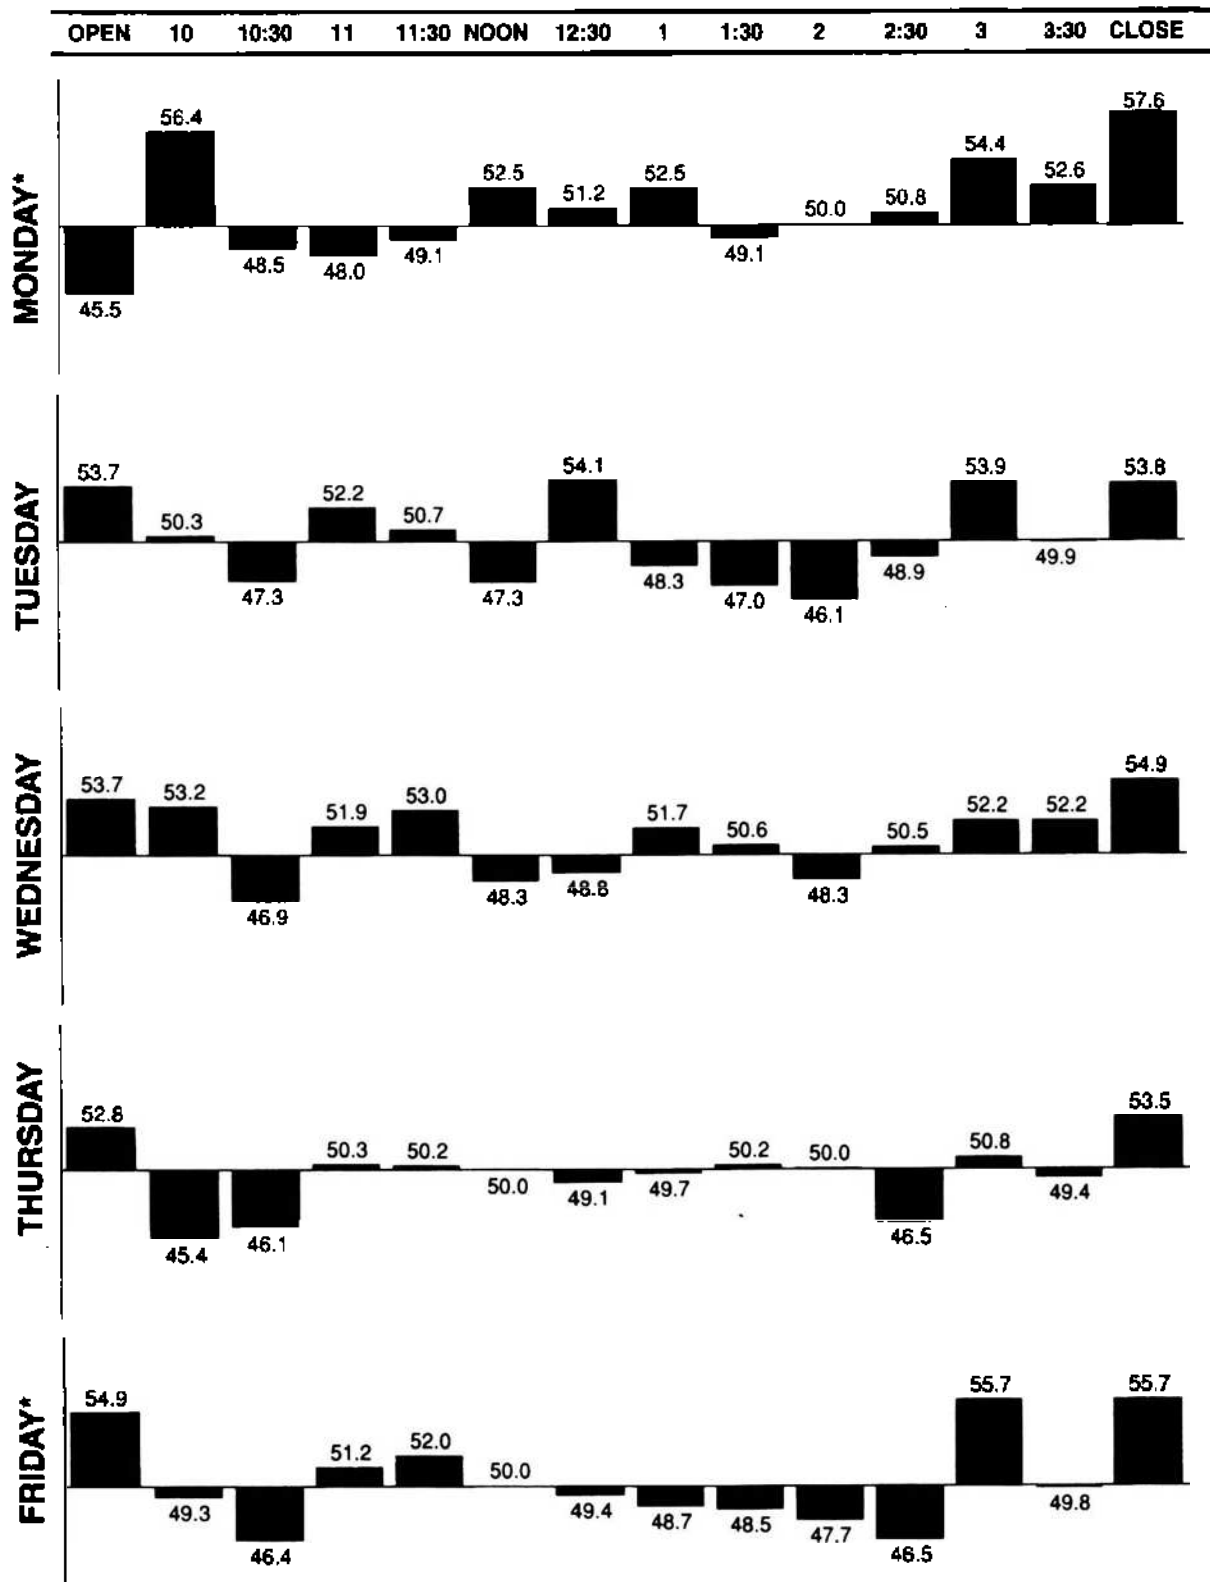 OPEN 10 10:30 11 11:30 NOON 12:30 1 1:30 2 2:30 3 3:30 CLOSE
MONDAY*
45.5 56.4 48.5 48.0 49.1 52.5 51.2 52.5 49.1 50.0 50.8 54.4 52.6 57.6
TUESDAY
53.7 50.3 47.3 52.2 50.7 47.3 54.1 48.3 47.0 46.1 48.9 53.9 49.9 53.8
WEDNESDAY
53.7 53.2 46.9 51.9 53.0 48.3 48.8 51.7 50.6 48.3 50.5 52.2 52.2 54.9
THURSDAY
52.8 45.4 46.1 50.3 50.2 50.0 49.1 49.7 50.2 50.0 46.5 50.8 49.4 53.5
FRIDAY*
54.9 49.3 46.4 51.2 52.0 50.0 49.4 48.7 48.5 47.7 46.5 55.7 49.8 55.7